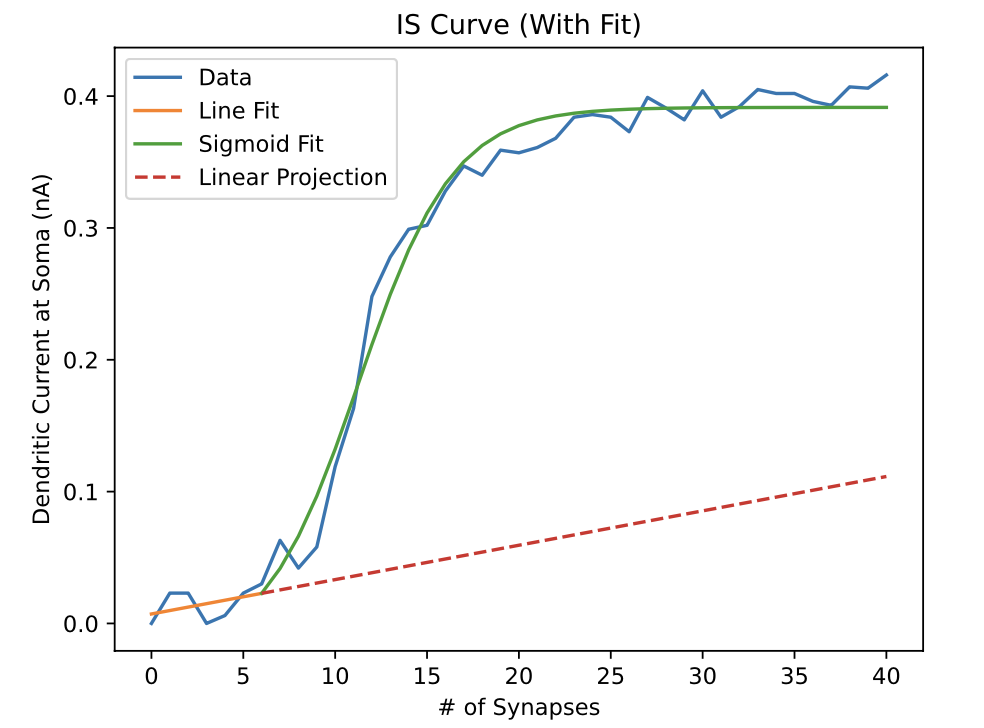 IS Curve (With Fit)
Data
Line Fit
Sigmoid Fit
Linear Projection
Dendritic Current at Soma (nA)
0.4
0.3
0.2
0.1
0.0
0 5 10 15 20 25 30 35 40
# of Synapses